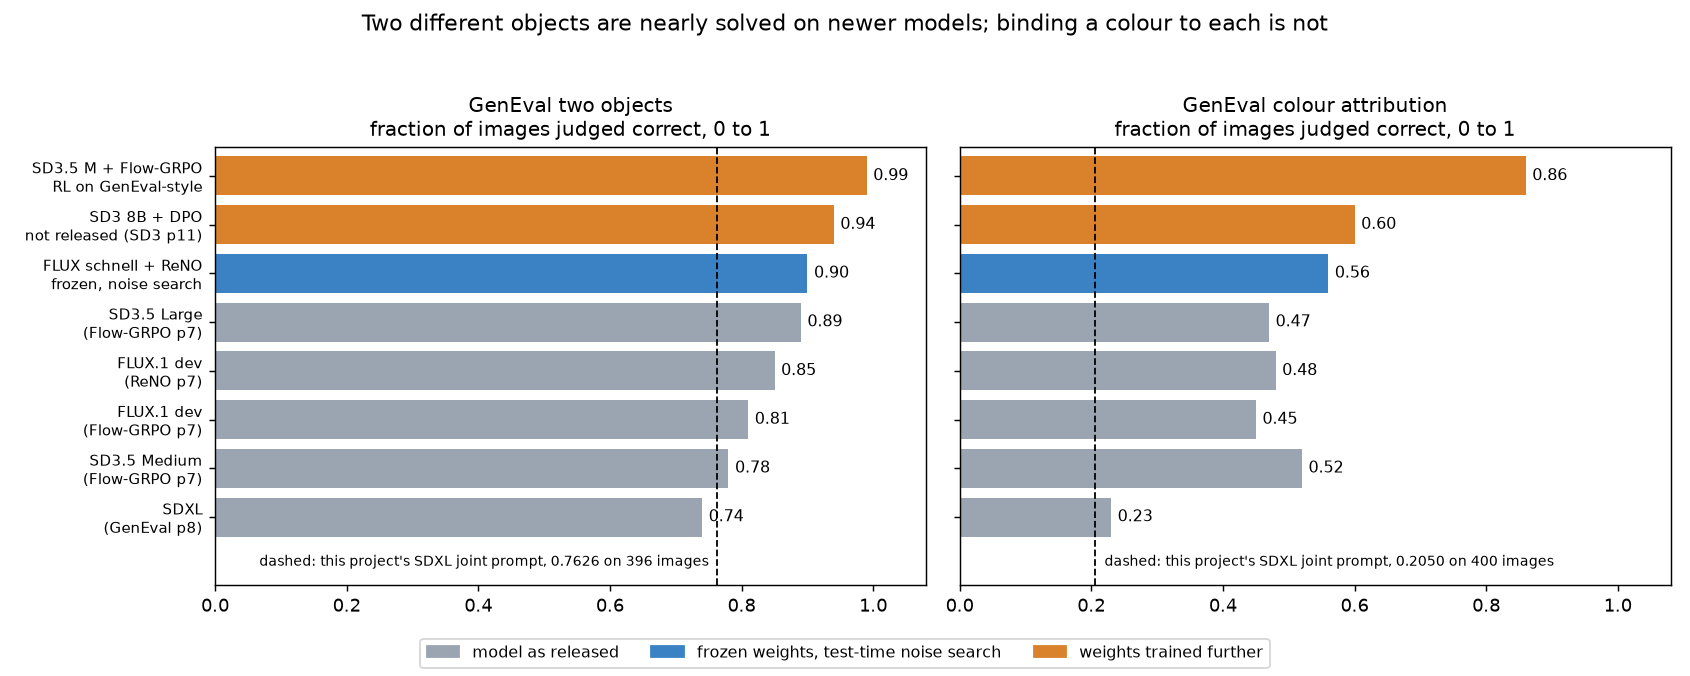 Two different objects are nearly solved on newer models; binding a colour to each is not
GenEval two objects
fraction of images judged correct, 0 to 1
SD3.5 M + Flow-GRPO
RL on GenEval-style
0.99
SD3 8B + DPO
not released (SD3 p11)
0.94
FLUX schnell + ReNO
frozen, noise search
0.90
SD3.5 Large
(Flow-GRPO p7)
0.89
FLUX.1 dev
(ReNO p7)
0.85
FLUX.1 dev
(Flow-GRPO p7)
0.81
SD3.5 Medium
(Flow-GRPO p7)
0.78
SDXL
(GenEval p8)
0.74
dashed: this project's SDXL joint prompt, 0.7626 on 396 images
0.0 0.2 0.4 0.6 0.8 1.0
GenEval colour attribution
fraction of images judged correct, 0 to 1
0.86
0.60
0.56
0.47
0.48
0.45
0.52
0.23
dashed: this project's SDXL joint prompt, 0.2050 on 400 images
0.0 0.2 0.4 0.6 0.8 1.0
model as released
frozen weights, test-time noise search
weights trained further